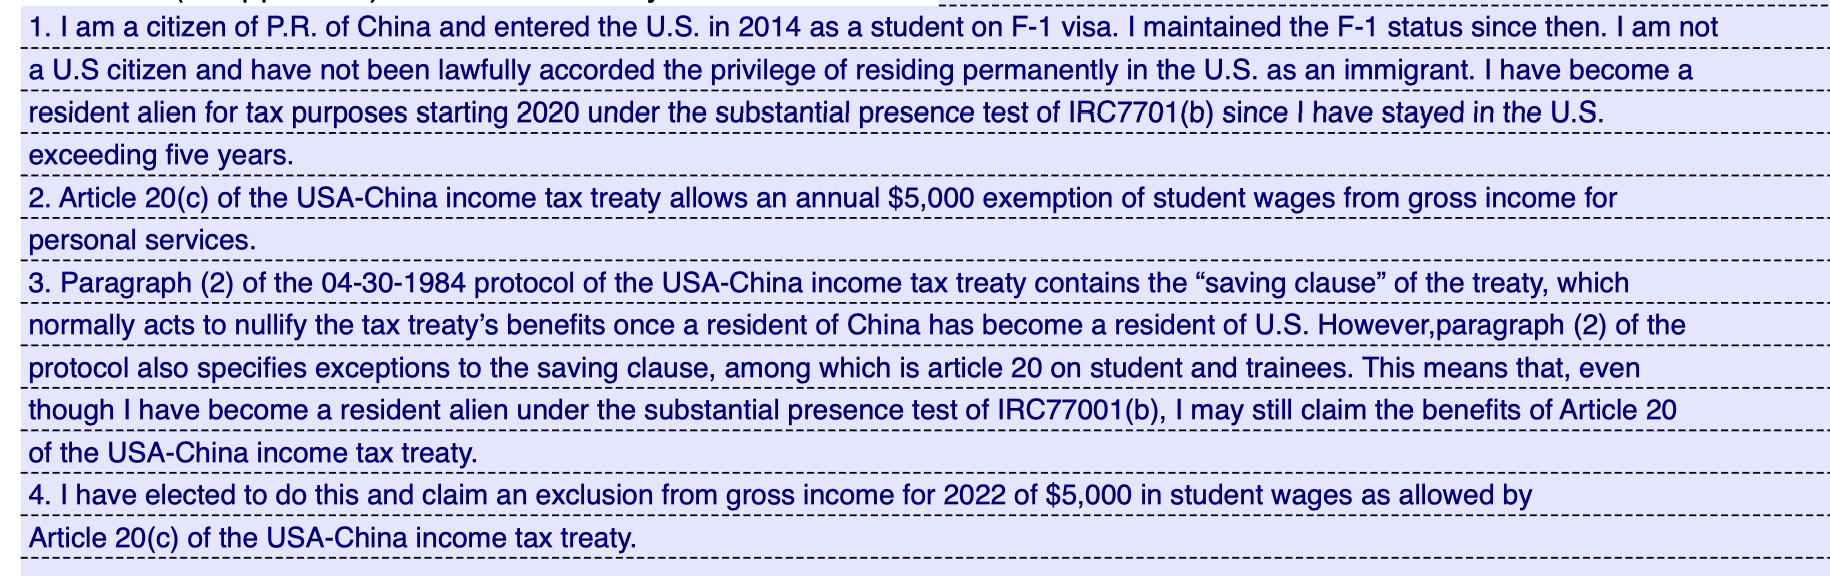 1. I am a citizen of P.R. of China and entered the U.S. in 2014 as a student on F-1 visa. I maintained the F-1 status since then. I am not
a U.S citizen and have not been lawfully accorded the privilege of residing permanently in the U.S. as an immigrant. I have become a
resident alien for tax purposes starting 2020 under the substantial presence test of IRC7701(b) since I have stayed in the U.S.
exceeding five years.
2. Article 20(c) of the USA-China income tax treaty allows an annual $5,000 exemption of student wages from gross income for
personal services.
3. Paragraph (2) of the 04-30-1984 protocol of the USA-China income tax treaty contains the “saving clause” of the treaty, which
normally acts to nullify the tax treaty’s benefits once a resident of China has become a resident of U.S. However,paragraph (2) of the
protocol also specifies exceptions to the saving clause, among which is article 20 on student and trainees. This means that, even
though I have become a resident alien under the substantial presence test of IRC77001(b), I may still claim the benefits of Article 20
of the USA-China income tax treaty.
4. I have elected to do this and claim an exclusion from gross income for 2022 of $5,000 in student wages as allowed by
Article 20(c) of the USA-China income tax treaty.